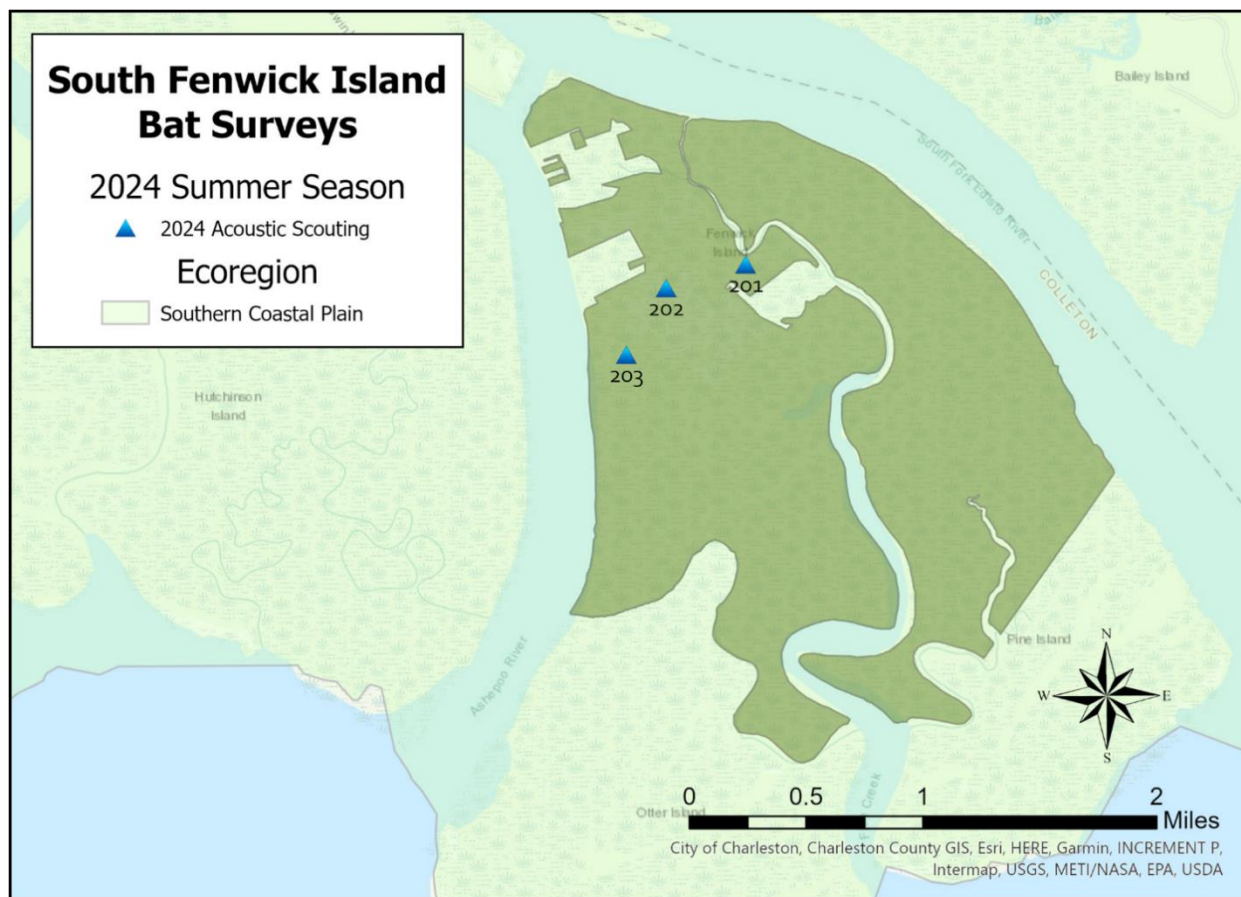 South Fenwick Island
Bat Surveys
2024 Summer Season
2024 Acoustic Scouting
Ecoregion
Southern Coastal Plain
Bailey Island
South Fork Edisto River
COLLETON
Fenwick
Island
201
202
203
Hutchinson
Island
Ashepoo River
Pine Island
Otter Island
Creek
N
W
E
S
0
0.5
1
2
Miles
City of Charleston, Charleston County GIS, Esri, HERE, Garmin, INCREMENT P,
Intermap, USGS, METI/NASA, EPA, USDA